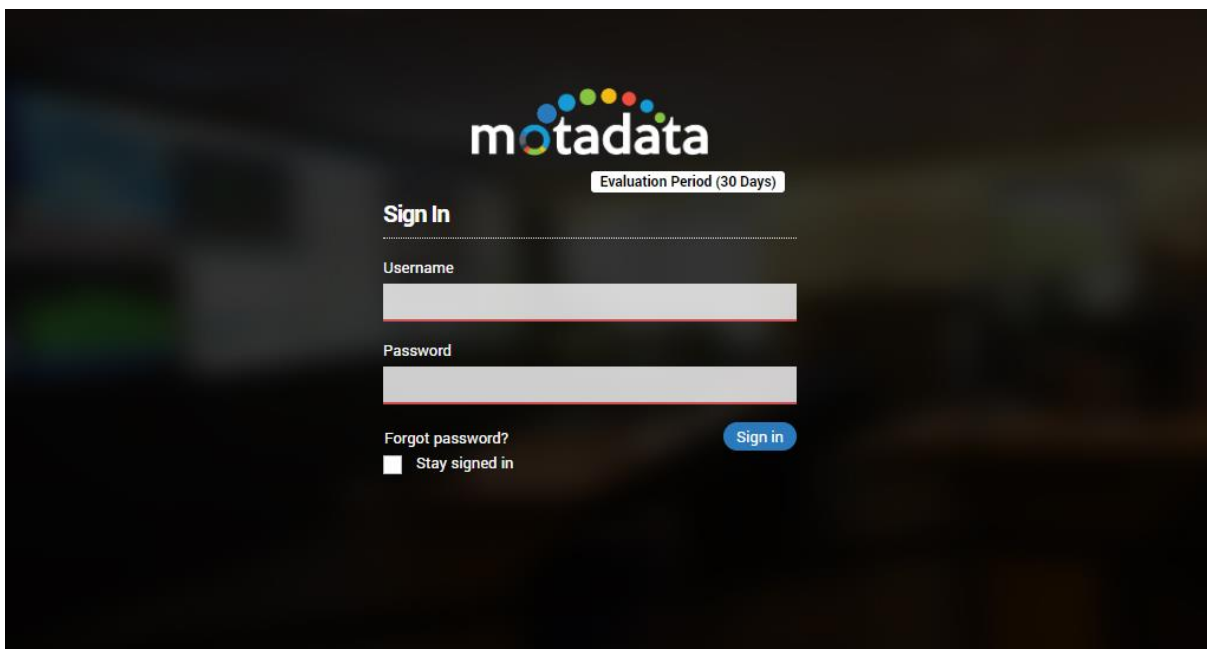 motadata
Evaluation Period (30 Days)
Sign In
Username
Password
Forgot password?
Sign in
Stay signed in